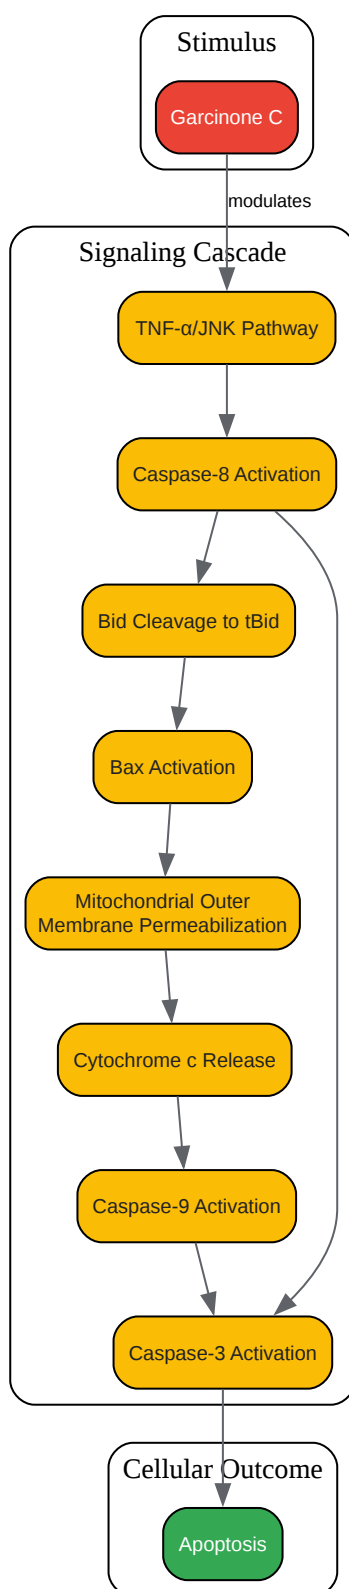 Stimulus
Garcinone C
modulates
Signaling Cascade
TNF-α/JNK Pathway
Caspase-8 Activation
Bid Cleavage to tBid
Bax Activation
Mitochondrial Outer
Membrane Permeabilization
Cytochrome c Release
Caspase-9 Activation
Caspase-3 Activation
Cellular Outcome
Apoptosis